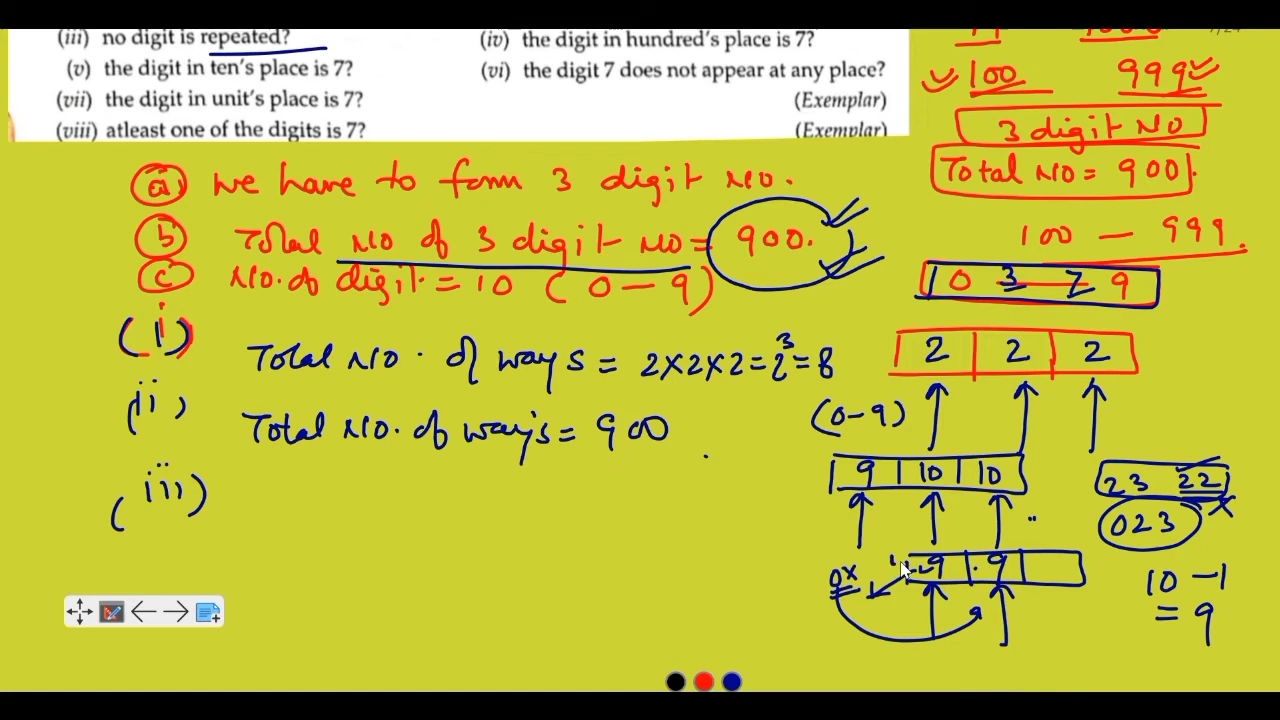 (iii) no digit is repeated?
(iv) the digit in hundred's place is 7?
(v) the digit in ten's place is 7?
(vi) the digit 7 does not appear at any place?
(vii) the digit in unit's place is 7?
(Exemplar)
(viii) atleast one of the digits is 7?
(Exemplar)
100 999
3 digit NO
Total NO = 900.
100 — 999.
1 0 3 7 9
(a) We have to form 3 digit NO.
(b) Total NO of 3 digit NO = 900.
(c) NO. of digit = 10 (0 - 9)
(i) Total NO. of ways = 2×2×2 = 2³ = 8
2 2 2
(ii) Total NO. of ways = 900
(0-9)
9 10 10
23 22 x
023
(iii)
0x
9 9
10 - 1
= 9